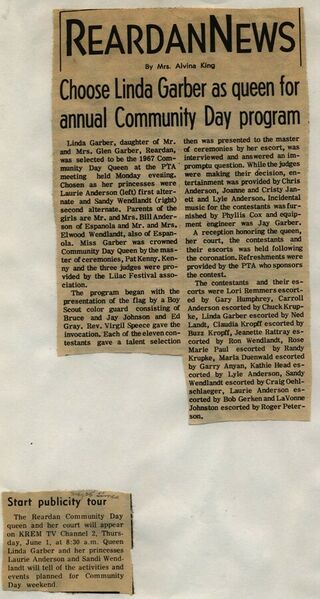 REARDAN NEWS
By Mrs. Alvina King
Choose Linda Garber as queen for
annual Community Day program
Linda Garber, daughter of Mr.
and Mrs. Glen Garber, Reardan,
was selected to be the 1967 Com-
munity Day Queen at the PTA
meeting held Monday evening.
Chosen as her princesses were
Laurie Anderson (left) first alter-
nate and Sandy Wendlandt (right)
second alternate. Parents of the
girls are Mr. and Mrs. Bill Ander-
son of Espanola and Mr. and Mrs.
Elwood Wendlandt, also of Espan-
ola. Miss Garber was crowned
Community Day Queen by the mas-
ter of ceremonies, Pat Kenny. Ken-
ny and the three judges were pro-
vided by the Lilac Festival asso-
ciation.
The program began with the
presentation of the flag by a Boy
Scout color guard consisting of
Bruce and Jay Johnson and Ed
Gray. Rev. Virgil Speece gave the
invocation. Each of the eleven con-
testants gave a talent selection
then was presented to the master
of ceremonies by her escort, was
interviewed and answered an im-
promptu question. While the judges
were making their decision, en-
tertainment was provided by Chris
Anderson, Joanne and Cristy Jan-
ett and Lyle Anderson. Incidental
music for the contestants was fur-
nished by Phyllis Cox and equip-
ment engineer was Jay Garber.
A reception honoring the queen,
her court, the contestants and
their escorts was held following
the coronation. Refreshments were
provided by the PTA who sponsors
the contest.
The contestants and their es-
corts were Lori Remmers escort-
ed by Gary Humphrey, Carroll
Anderson escorted by Chuck Krup-
ke, Linda Garber escorted by Ned
Landt, Claudia Kropff escorted by
Buzz Kropff, Jeanette Rattray es-
corted by Ron Wendlandt, Rose
Marie Paul escorted by Randy
Krupke, Marla Duenwald escorted
by Garry Anyan, Kathie Head es-
corted by Lyle Anderson, Sandy
Wendlandt escorted by Craig Oehl-
schlaeger, Laurie Anderson es-
corted by Bob Gerken and LaVonne
Johnston escorted by Roger Peter-
son.
Start publicity tour
The Reardan Community Day
queen and her court will appear
on KREM TV Channel 2, Thurs-
day, June 1, at 8:30 a.m. Queen
Linda Garber and her princesses
Laurie Anderson and Sandi Wend-
landt will tell of the activities and
events planned for Community
Day weekend.